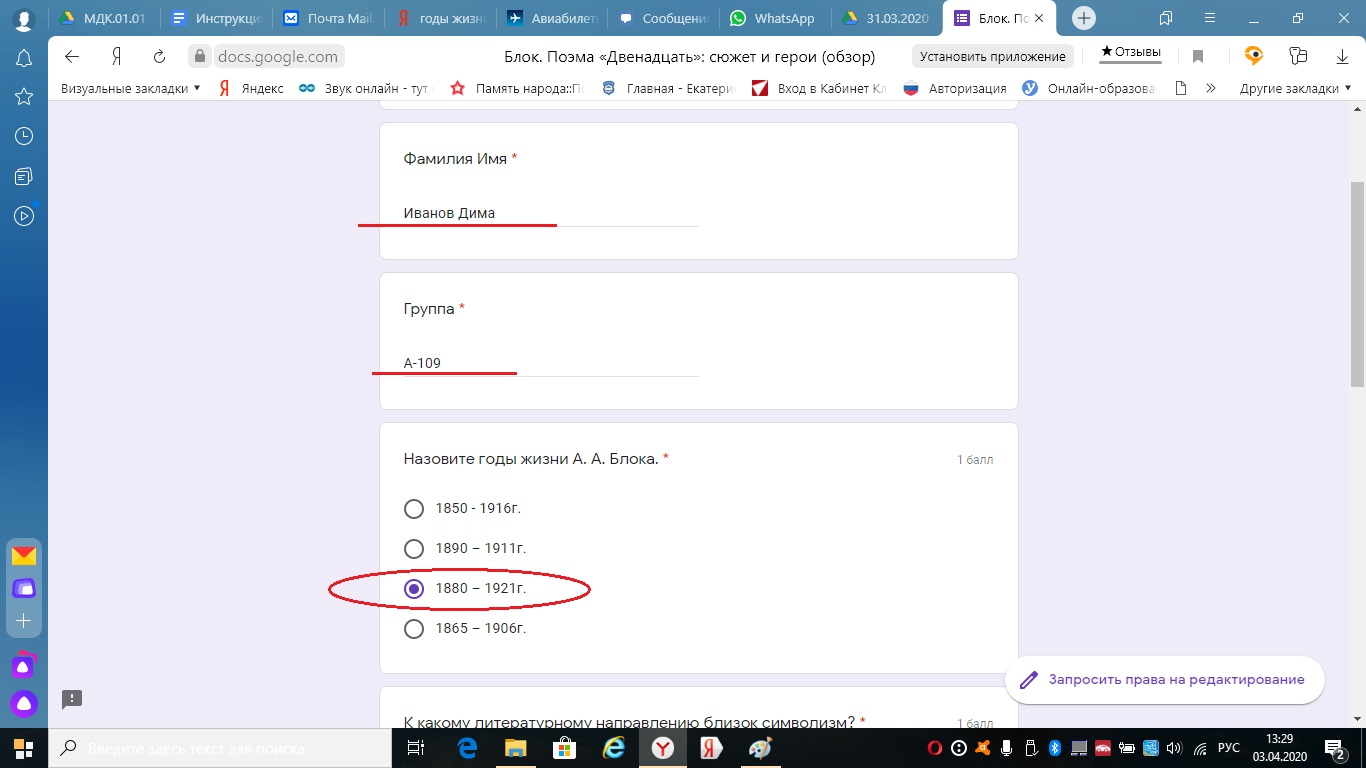 МДК.01.01
Инструкци
Почта Mail.
годы жизн
Авиабилет
Сообщени
WhatsApp
31.03.2020
Блок. По
docs.google.com
Блок. Поэма «Двенадцать»: сюжет и герои (обзор)
Установить приложение
★Отзывы
Визуальные закладки
Яндекс
Звук онлайн - тут
Память народа::По
Главная - Екатери
Вход в Кабинет Кл
Авторизация
Онлайн-образова
»
Другие закладки
Фамилия Имя *
Иванов Дима
Группа *
А-109
Назовите годы жизни А. А. Блока. *
1 балл
1850 - 1916г.
1890 – 1911г.
1880 – 1921г.
1865 – 1906г.
Запросить права на редактирование
К какому литературному направлению близок символизм? *
1 балл
Введите здесь текст для поиска
РУС
13:29
03.04.2020
2